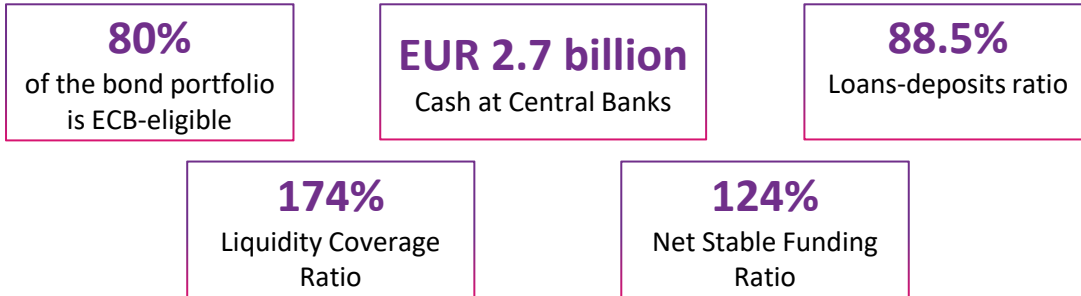 80%
of the bond portfolio
is ECB-eligible
EUR 2.7 billion
Cash at Central Banks
88.5%
Loans-deposits ratio
174%
Liquidity Coverage
Ratio
124%
Net Stable Funding
Ratio